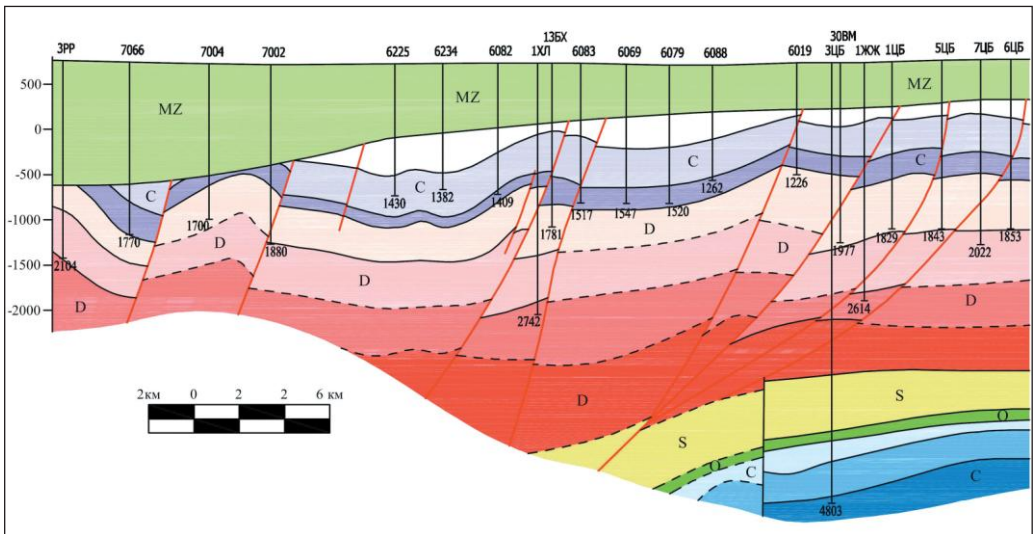 13БХ 30ВМ
3РР 7066 7004 7002 6225 6234 6082 1ХЛ 6083 6069 6079 6088 6019 3ЦБ 1ЖЖ 1ЦБ 5ЦБ 7ЦБ 6ЦБ
500
MZ MZ
0
C C C
-500
1430 1382 1409 1262 1226
1517 1547 1520
-1000
1770 1700 1880 1781 1977 1829 1843 2022 1853
D D D
-1500
2104
D D D
2614
-2000
2742
2км 0 2 2 6 км
D
S S
O O
C C
4803